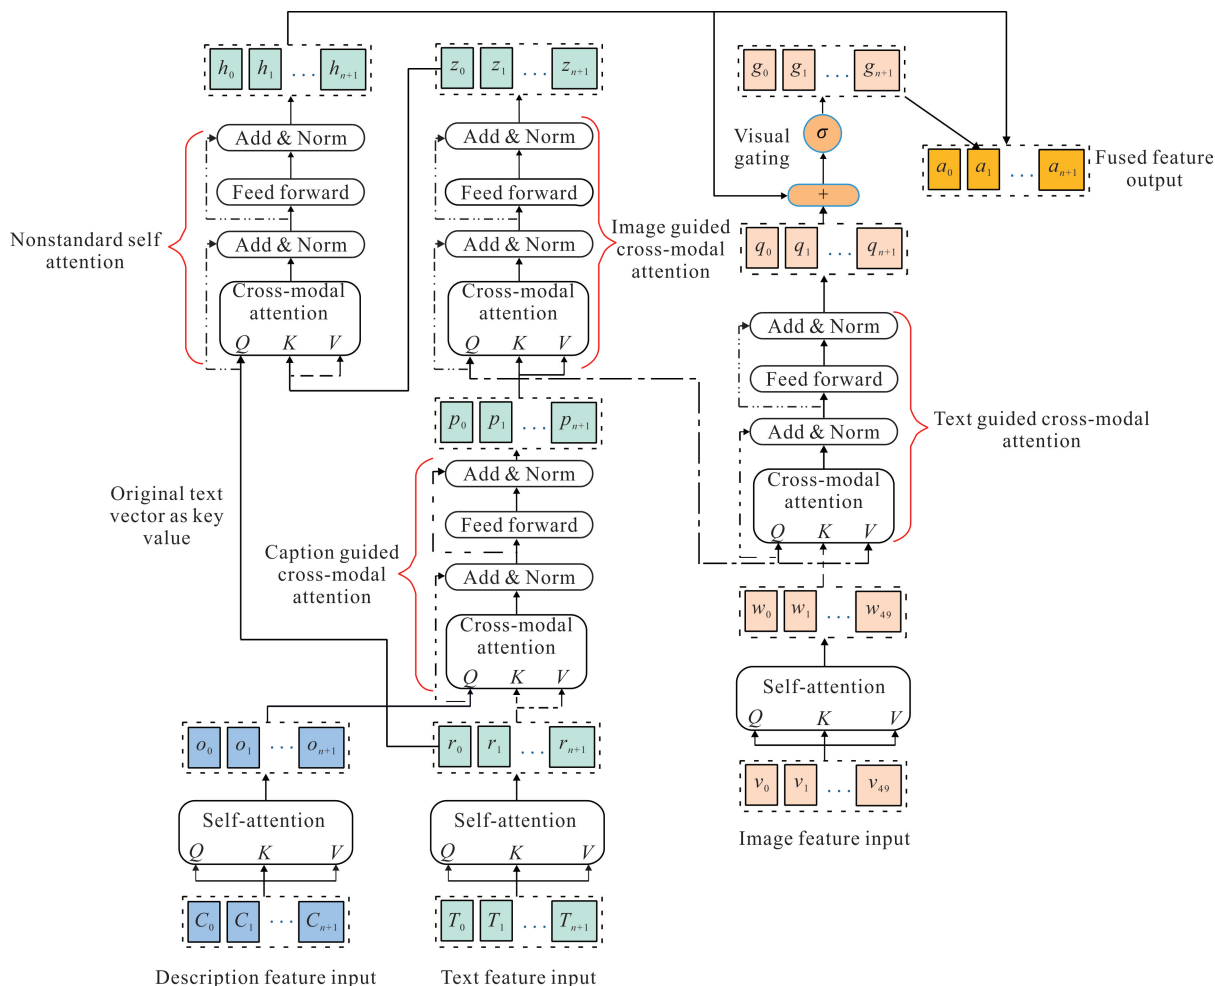 h0 h1 ... hn+1
z0 z1 ... zn+1
g0 g1 ... gn+1
Add & Norm
Feed forward
Add & Norm
Cross-modal
attention
Q K V
Nonstandard self
attention
Add & Norm
Feed forward
Add & Norm
Cross-modal
attention
Q K V
Image guided
cross-modal
attention
σ
Visual
gating
+
a0 a1 ... an+1
Fused feature
output
q0 q1 ... qn+1
Add & Norm
Feed forward
Add & Norm
Cross-modal
attention
Q K V
Text guided cross-modal
attention
p0 p1 ... pn+1
Add & Norm
Feed forward
Add & Norm
Cross-modal
attention
Q K V
Original text
vector as key
value
Caption guided
cross-modal
attention
w0 w1 ... w49
Self-attention
Q K V
v0 v1 ... v49
Image feature input
o0 o1 ... on+1
r0 r1 ... rn+1
Self-attention
Q K V
Self-attention
Q K V
C0 C1 ... Cn+1
T0 T1 ... Tn+1
Description feature input
Text feature input